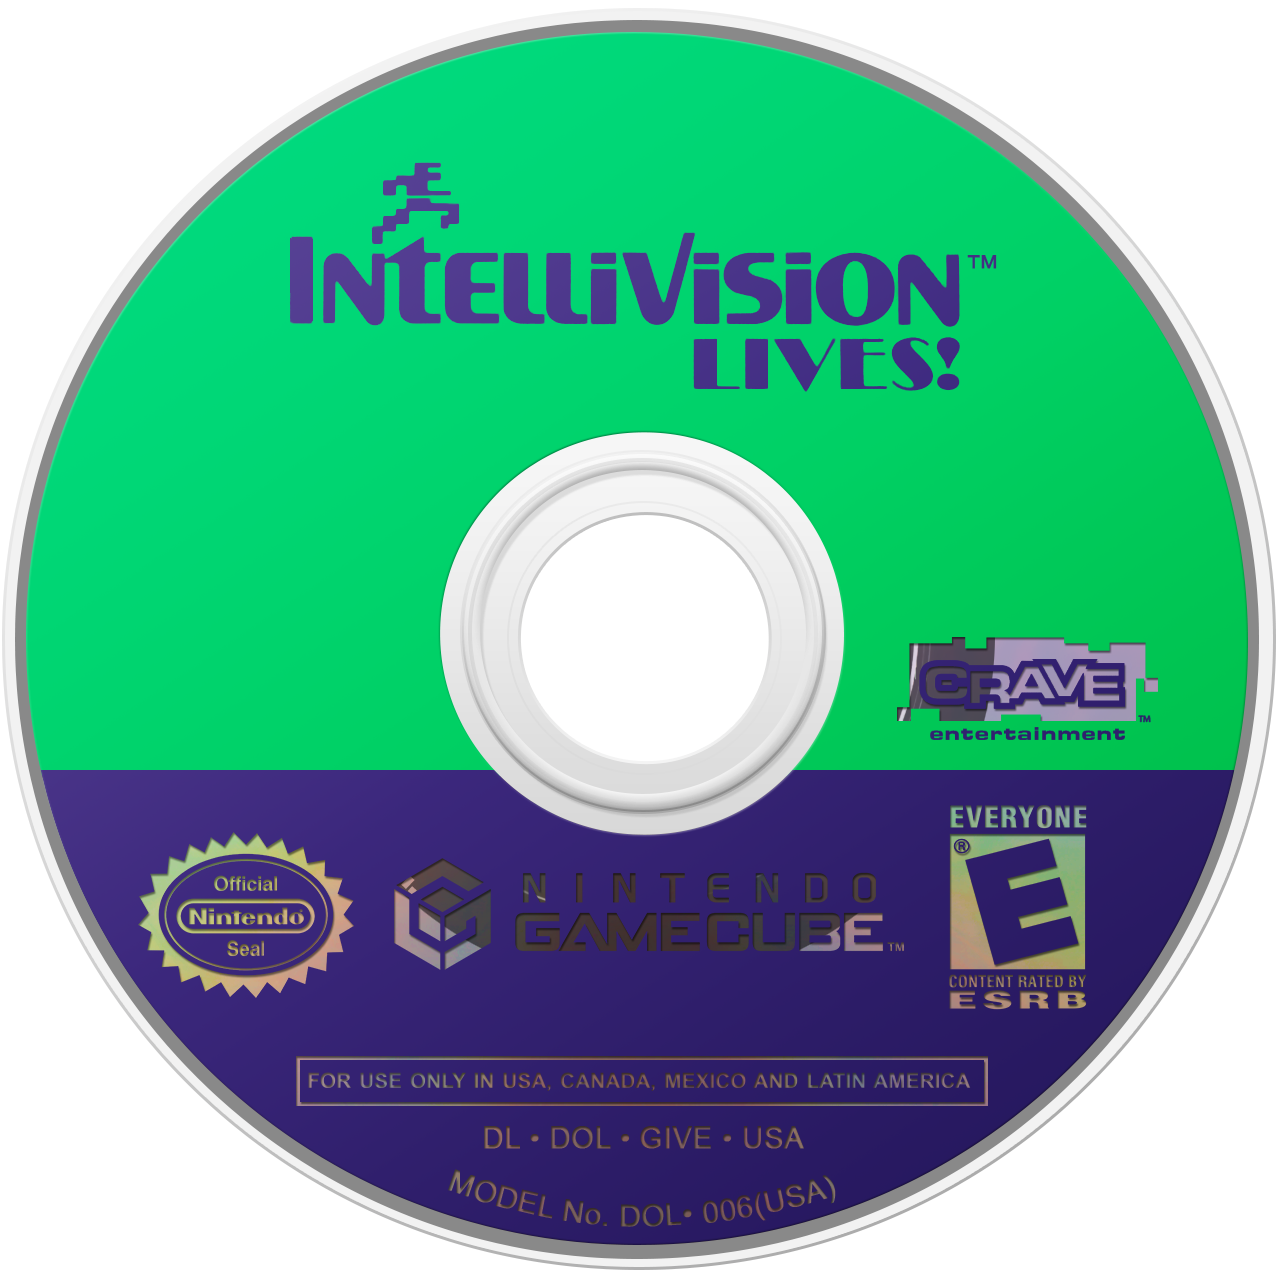 INTELLIVISION™
LIVES!
CRAVE™
entertainment
EVERYONE
®
E
CONTENT RATED BY
ESRB
Official
Nintendo®
Seal
NINTENDO
GAMECUBE™
FOR USE ONLY IN USA, CANADA, MEXICO AND LATIN AMERICA
DL • DOL • GIVE • USA
MODEL No. DOL• 006(USA)